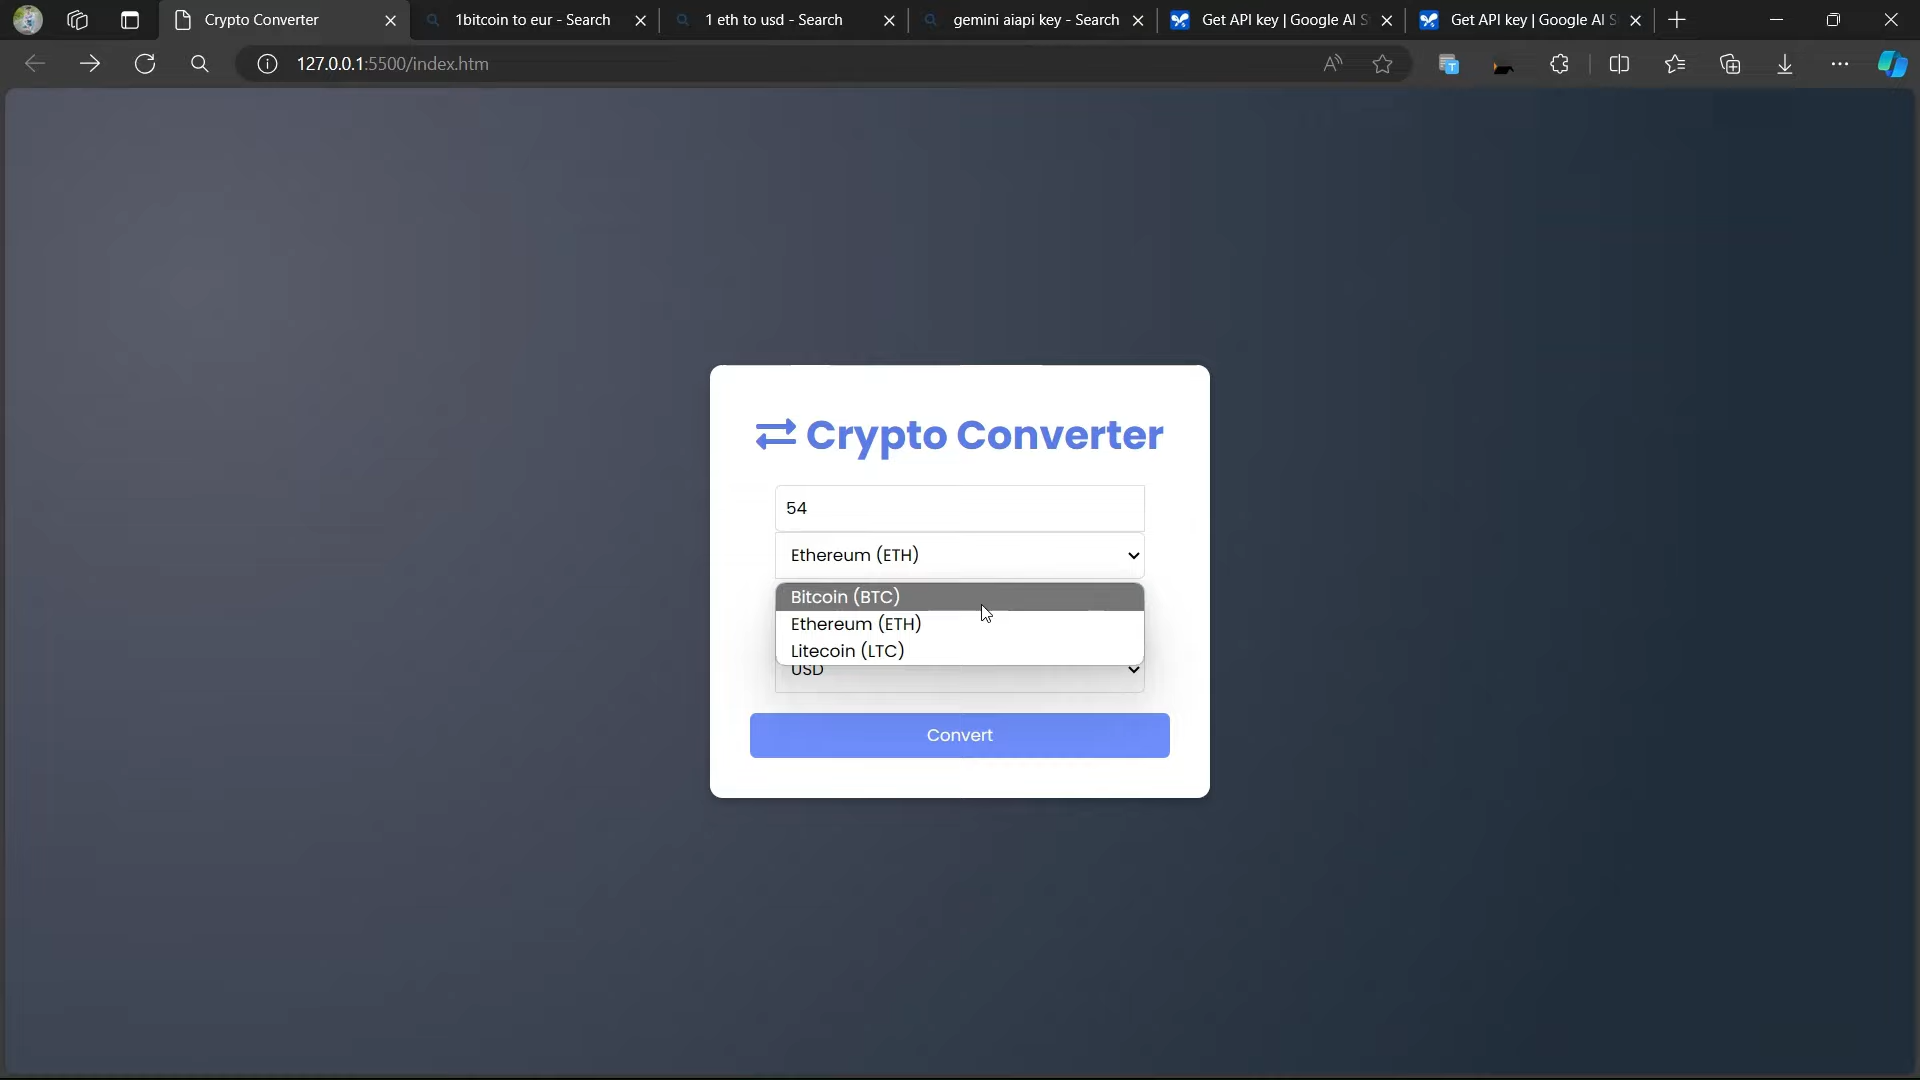 Crypto Converter
1bitcoin to eur - Search
1 eth to usd - Search
gemini aiapi key - Search
Get API key | Google AI S
Get API key | Google AI S
127.0.0.1:5500/index.htm
Crypto Converter
54
Ethereum (ETH)
Bitcoin (BTC)
Ethereum (ETH)
Litecoin (LTC)
USD
Convert